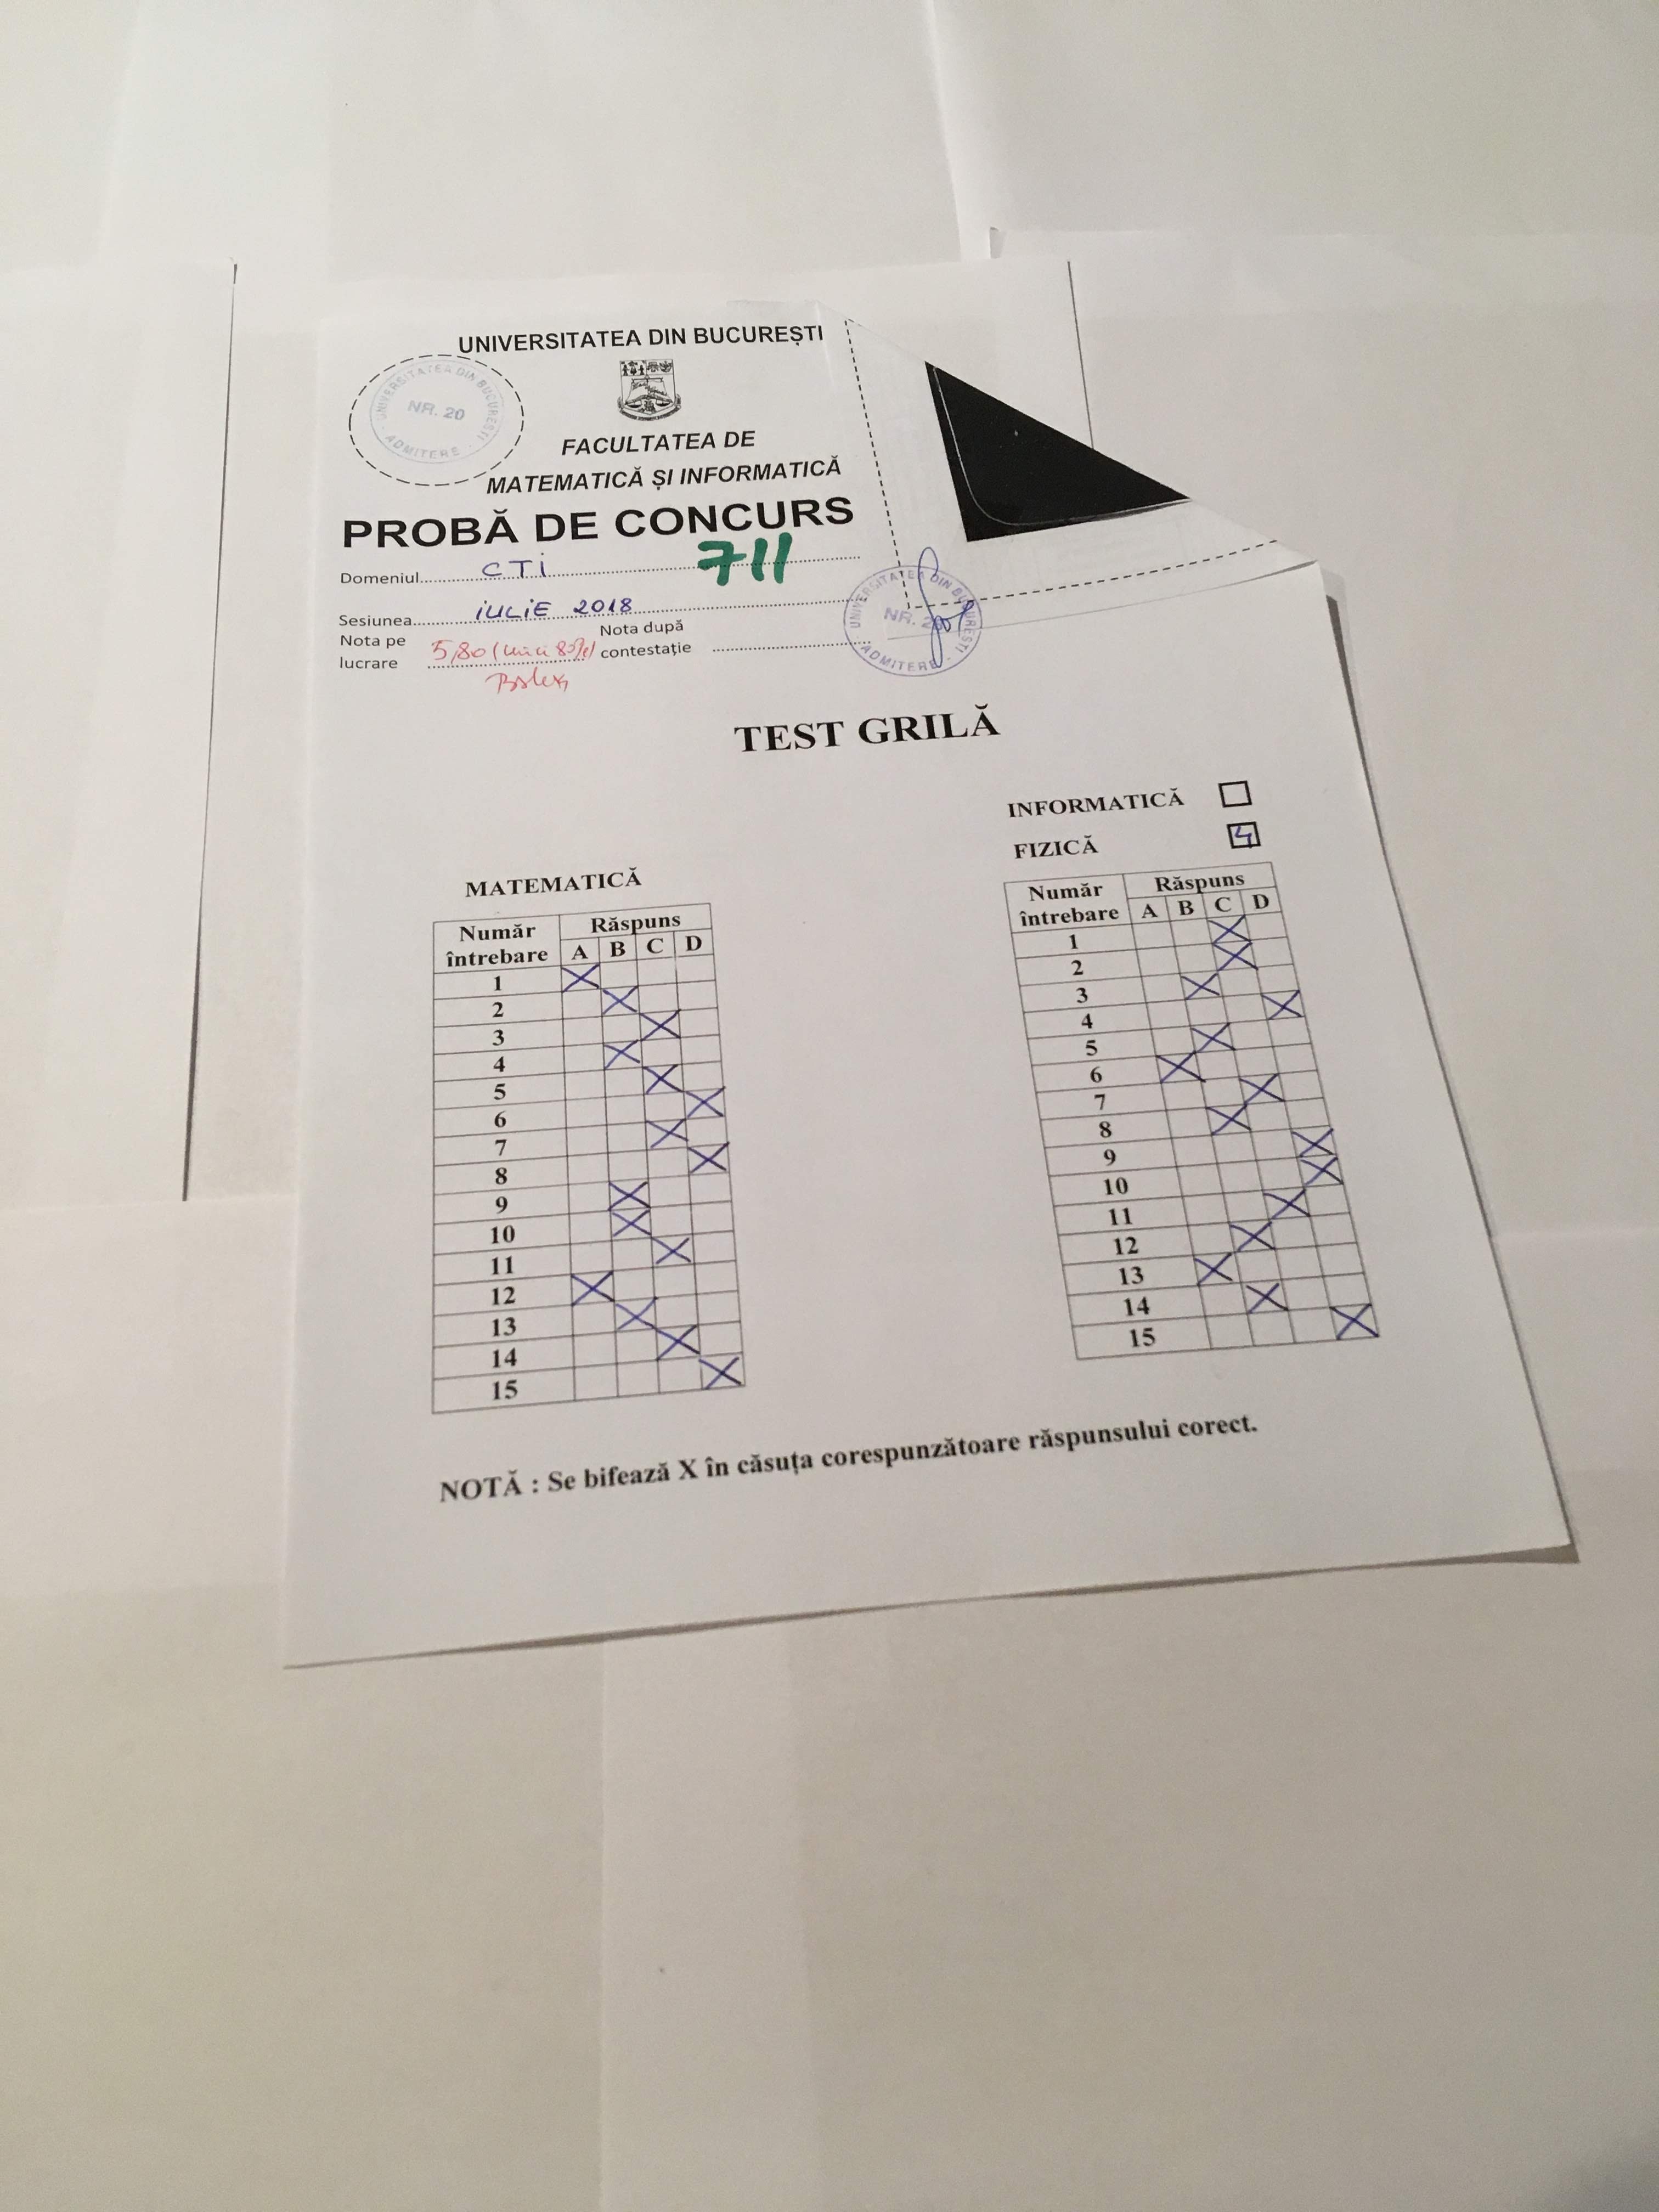 UNIVERSITATEA DIN BUCUREȘTI
UNIVERSITATEA DIN BUCUREȘTI
NR. 20
ADMITERE
FACULTATEA DE
MATEMATICĂ ȘI INFORMATICĂ
PROBĂ DE CONCURS
711
Domeniul CTI
Sesiunea IULIE 2018
Nota pe lucrare 5,80
Nota după contestație
UNIVERSITATEA DIN BUCUREȘTI
NR. 20
ADMITERE
TEST GRILĂ
INFORMATICĂ
FIZICĂ 4
MATEMATICĂ
Număr întrebare Răspuns
A B C D
1 X
2 X
3 X
4 X
5 X
6 X
7 X
8 X
9 X
10 X
11 X
12 X
13 X
14 X
15 X
Număr întrebare Răspuns
A B C D
1 X
2 X
3 X
4 X
5 X
6 X
7 X
8 X
9 X
10 X
11 X
12 X
13 X
14 X
15 X
NOTĂ : Se bifează X în căsuța corespunzătoare răspunsului corect.